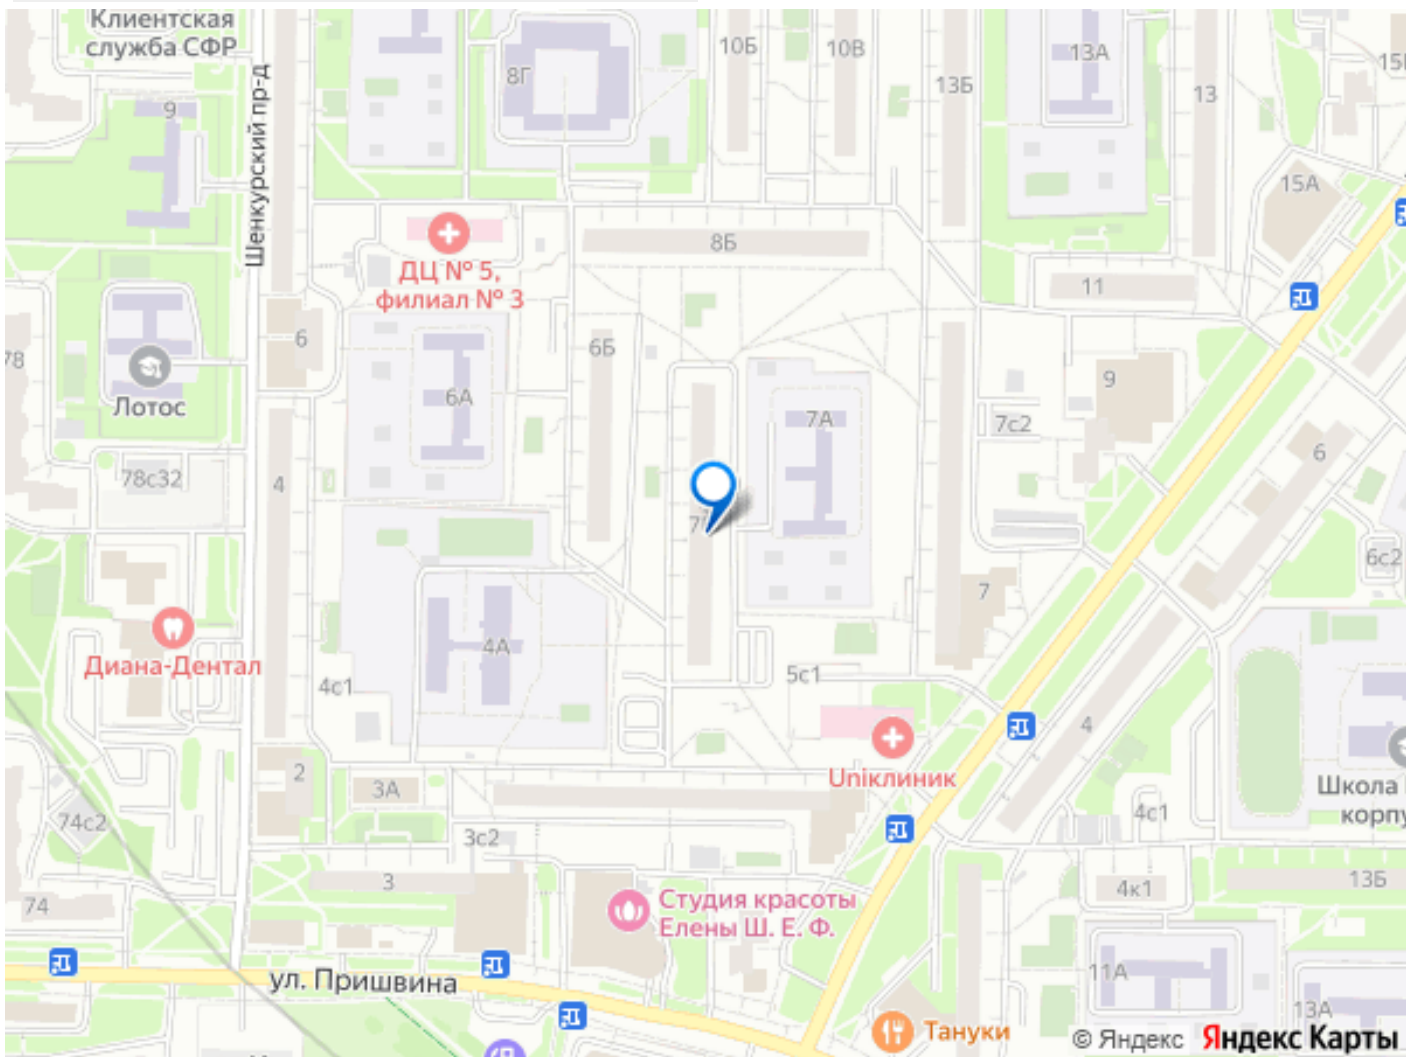 Клиентская
служба СФР
10Б
10В
13А
8Г
13Б
13
9
Шенкурский пр-д
15А
8Б
ДЦ № 5,
филиал № 3
11
6
6Б
78
9
6А
Лотос
7А
7с2
6
78с32
4
6с2
7
4А
Диана-Дентал
4с1
5с1
4
Uniклиник
2
3А
Школа
корпу
74с2
4с1
3с2
3
13Б
4к1
74
Студия красоты
Елены Ш. Е. Ф.
11А
ул. Пришвина
13А
Тануки
© Яндекс
Яндекс Карты